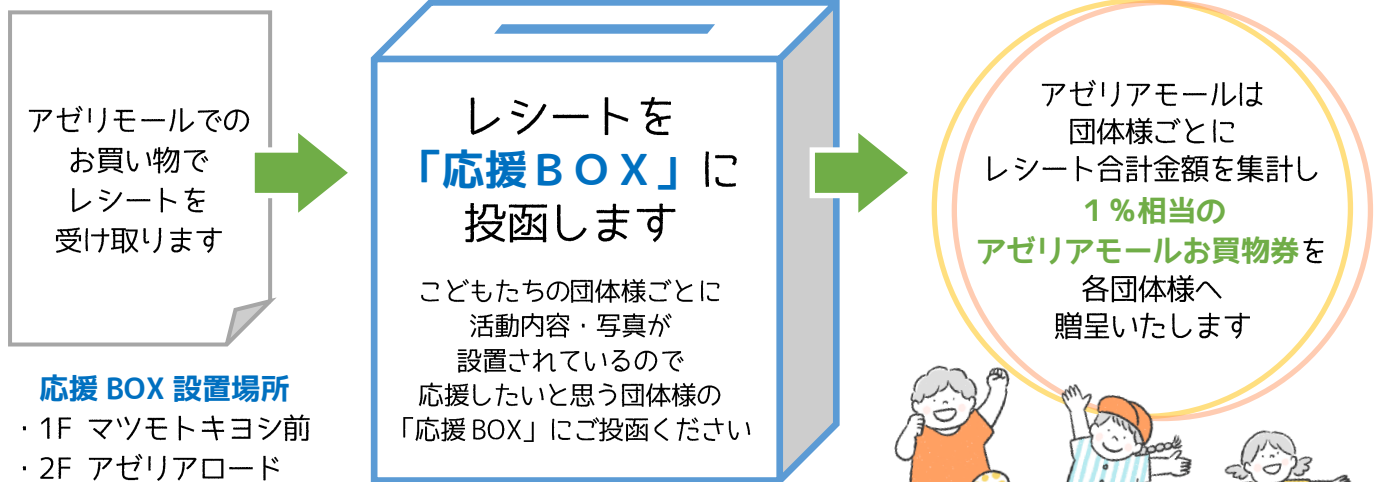 アゼリモールでの
お買い物で
レシートを
受け取ります
応援 BOX 設置場所
・1F マツモトキヨシ前
・2F アゼリアロード
レシートを
「応援ＢＯＸ」に
投函します
こどもたちの団体様ごとに
活動内容・写真が
設置されているので
応援したいと思う団体様の
「応援 BOX」にご投函ください
アゼリアモールは
団体様ごとに
レシート合計金額を集計し
１％相当の
アゼリアモールお買物券を
各団体様へ
贈呈いたします